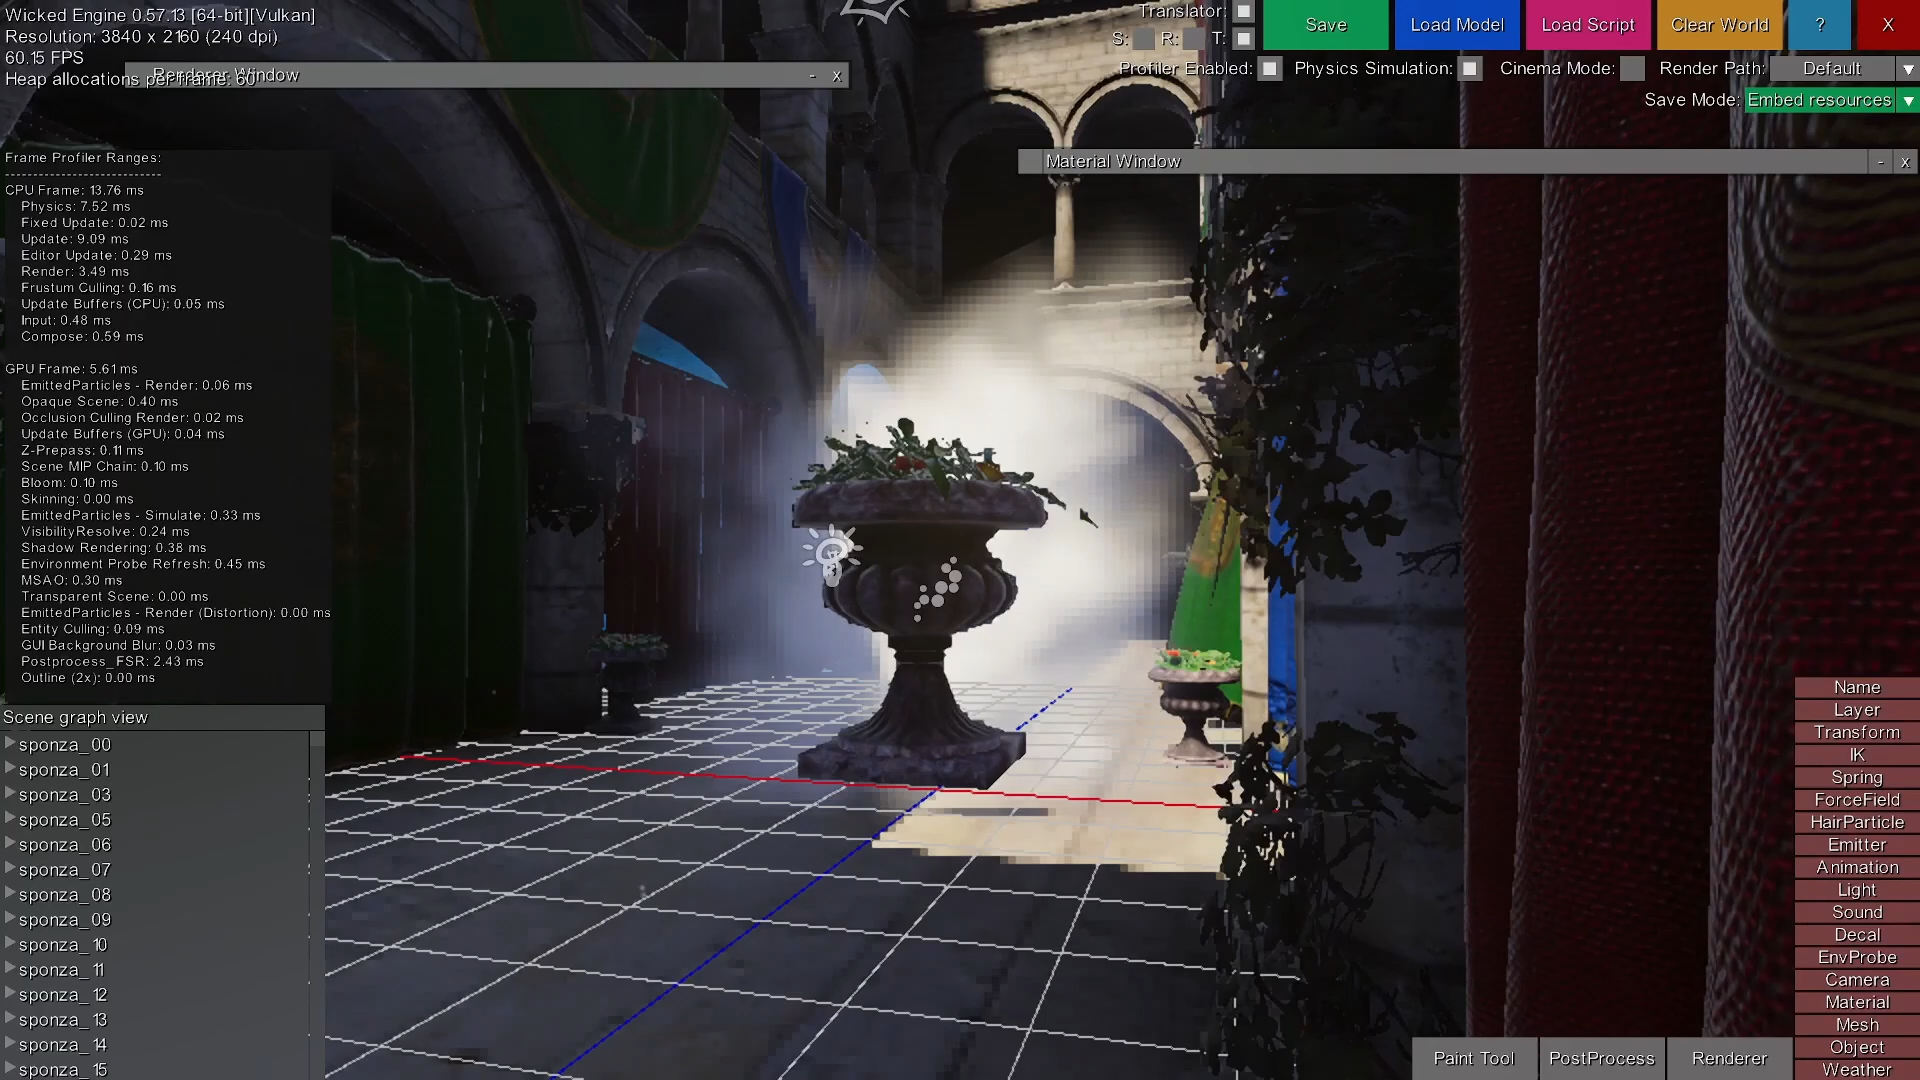 Wicked Engine 0.57.13 [64-bit][Vulkan]
Resolution: 3840 x 2160 (240 dpi)
60.15 FPS
Heap allocations per frame: 60
Renderer Window
- x
Translator:
S: R: T:
Save
Load Model
Load Script
Clear World
?
X
Profiler Enabled:
Physics Simulation:
Cinema Mode:
Render Path: Default
Save Mode: Embed resources
Material Window
- x
Frame Profiler Ranges:
----------------------------
CPU Frame: 13.76 ms
Physics: 7.52 ms
Fixed Update: 0.02 ms
Update: 9.09 ms
Editor Update: 0.29 ms
Render: 3.49 ms
Frustum Culling: 0.16 ms
Update Buffers (CPU): 0.05 ms
Input: 0.48 ms
Compose: 0.59 ms
GPU Frame: 5.61 ms
EmittedParticles - Render: 0.06 ms
Opaque Scene: 0.40 ms
Occlusion Culling Render: 0.02 ms
Update Buffers (GPU): 0.04 ms
Z-Prepass: 0.11 ms
Scene MIP Chain: 0.10 ms
Bloom: 0.10 ms
Skinning: 0.00 ms
EmittedParticles - Simulate: 0.33 ms
VisibilityResolve: 0.24 ms
Shadow Rendering: 0.38 ms
Environment Probe Refresh: 0.45 ms
MSAO: 0.30 ms
Transparent Scene: 0.00 ms
EmittedParticles - Render (Distortion): 0.00 ms
Entity Culling: 0.09 ms
GUI Background Blur: 0.03 ms
Postprocess_FSR: 2.43 ms
Outline (2x): 0.00 ms
Scene graph view
sponza_00
sponza_01
sponza_03
sponza_05
sponza_06
sponza_07
sponza_08
sponza_09
sponza_10
sponza_11
sponza_12
sponza_13
sponza_14
sponza_15
Name
Layer
Transform
IK
Spring
ForceField
HairParticle
Emitter
Animation
Light
Sound
Decal
EnvProbe
Camera
Material
Mesh
Object
Weather
Paint Tool
PostProcess
Renderer